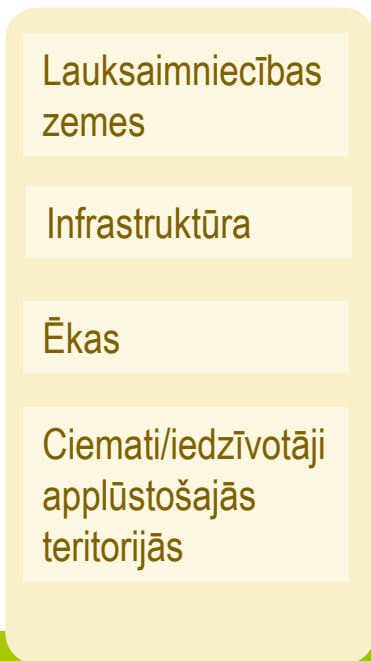 Lauksaimniecības
zemes
Infrastruktūra
Ēkas
Ciemati/iedzīvotāji
applūstošajās
teritorijās